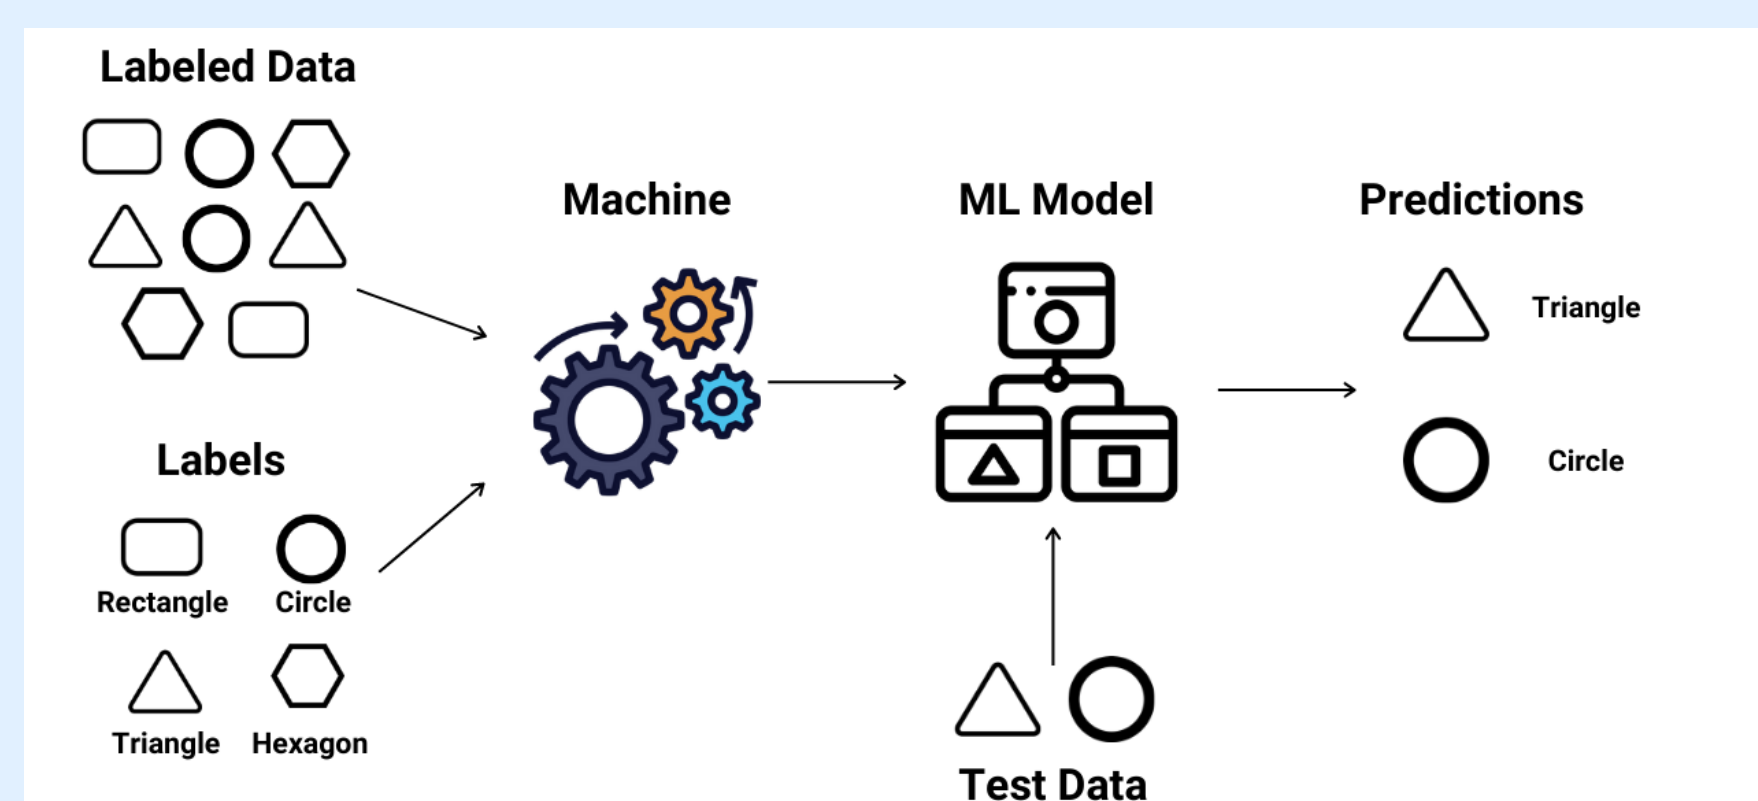 Labeled Data
Machine
ML Model
Predictions
Triangle
Circle
Labels
Rectangle
Circle
Triangle
Hexagon
Test Data